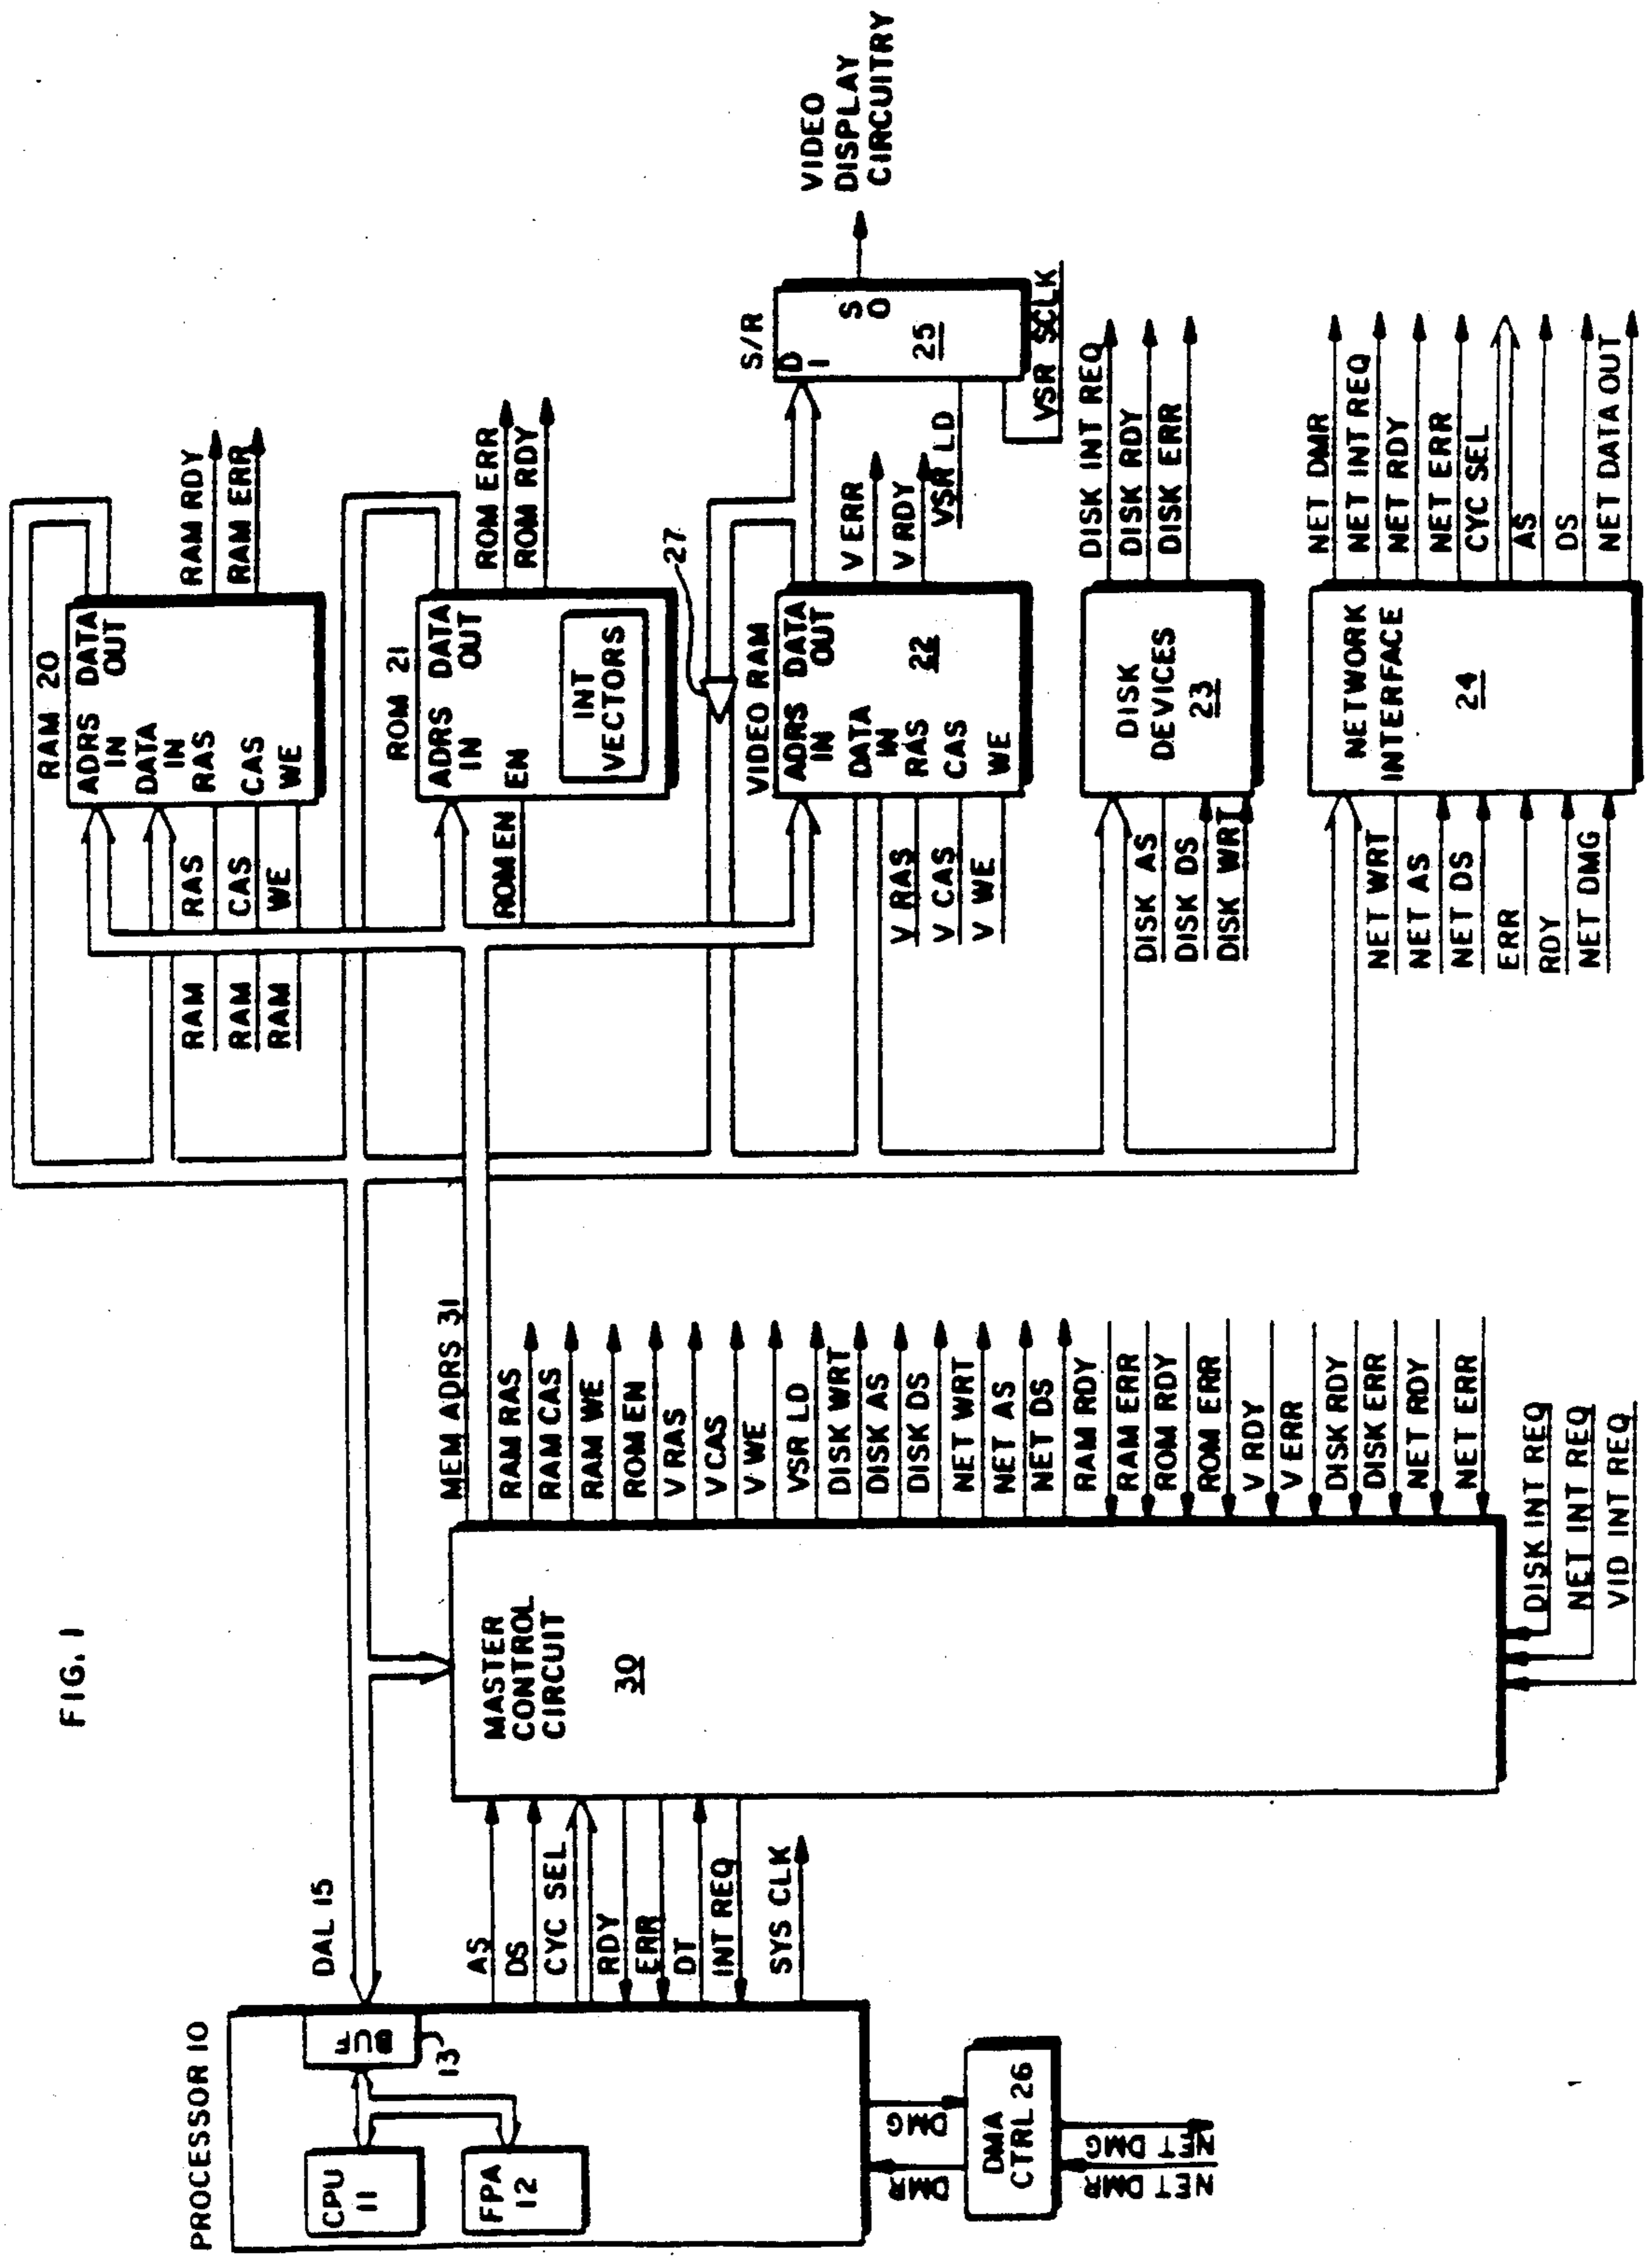 FIG. 1
PROCESSOR 10
CPU
11
FPA
12
BUF
13
DAL 15
AS
DS
CYC SEL
RDY
ERR
DT
INT REQ
SYS CLK
DMR
DMG
DMA
CTRL 26
NET DMR
NET DMG
MASTER
CONTROL
CIRCUIT
30
MEM ADRS 31
RAM RAS
RAM CAS
RAM WE
ROM EN
V RAS
V CAS
V WE
VSR LD
DISK WRT
DISK AS
DISK DS
NET WRT
NET AS
NET DS
RAM RDY
RAM ERR
ROM RDY
ROM ERR
V RDY
V ERR
DISK RDY
DISK ERR
NET RDY
NET ERR
DISK INT REQ
NET INT REQ
VID INT REQ
RAM 20
ADRS DATA
IN OUT
DATA
IN
RAS
CAS
WE
RAM RAS
RAM CAS
RAM WE
RAM RDY
RAM ERR
ROM 21
ADRS DATA
IN OUT
EN
INT
VECTORS
ROM EN
ROM ERR
ROM RDY
27
VIDEO RAM
ADRS DATA
IN OUT
DATA
IN
RAS
CAS
WE
22
V RAS
V CAS
V WE
V ERR
V RDY
VSR LD
VSR SCLK
S/R
D
I
S
O
25
VIDEO
DISPLAY
CIRCUITRY
DISK
DEVICES
23
DISK AS
DISK DS
DISK WRT
DISK INT REQ
DISK RDY
DISK ERR
NETWORK
INTERFACE
24
NET WRT
NET AS
NET DS
ERR
RDY
NET DMG
NET DMR
NET INT REQ
NET RDY
NET ERR
CYC SEL
AS
DS
NET DATA OUT